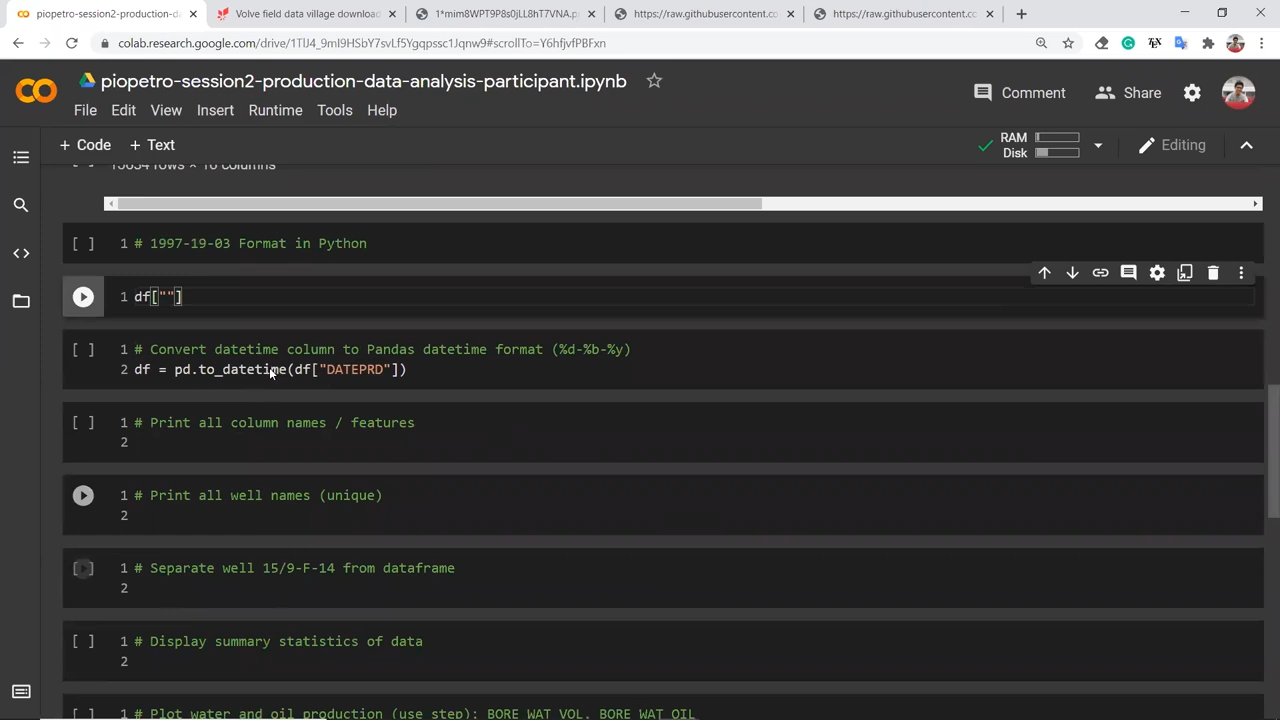 piopetro-session2-production-d
Volve field data village download
1*mim8WPT9P8s0jLL8hT7VNA.p
https://raw.githubusercontent.co
https://raw.githubusercontent.co
colab.research.google.com/drive/1TIJ4_9mI9HSbY7svLf5Ygqpssc1Jqnw9#scrollTo=Y6hfjvfPBFxn
piopetro-session2-production-data-analysis-participant.ipynb
File Edit View Insert Runtime Tools Help
Comment Share
+ Code + Text
RAM
Disk
Editing
15634 rows × 16 columns
[ ] 1 # 1997-19-03 Format in Python
1 df[""]
[ ] 1 # Convert datetime column to Pandas datetime format (%d-%b-%y)
2 df = pd.to_datetime(df["DATEPRD"])
[ ] 1 # Print all column names / features
2
1 # Print all well names (unique)
2
[ ] 1 # Separate well 15/9-F-14 from dataframe
2
[ ] 1 # Display summary statistics of data
2
[ ] 1 # Plot water and oil production (use step): BORE_WAT_VOL, BORE_WAT_OIL